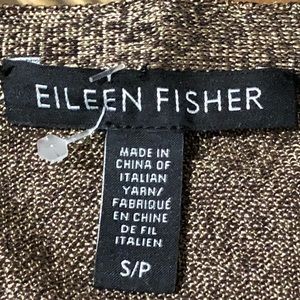 EILEEN FISHER
MADE IN
CHINA OF
ITALIAN
YARN/
FABRIQUÉ
EN CHINE
DE FIL
ITALIEN
S/P